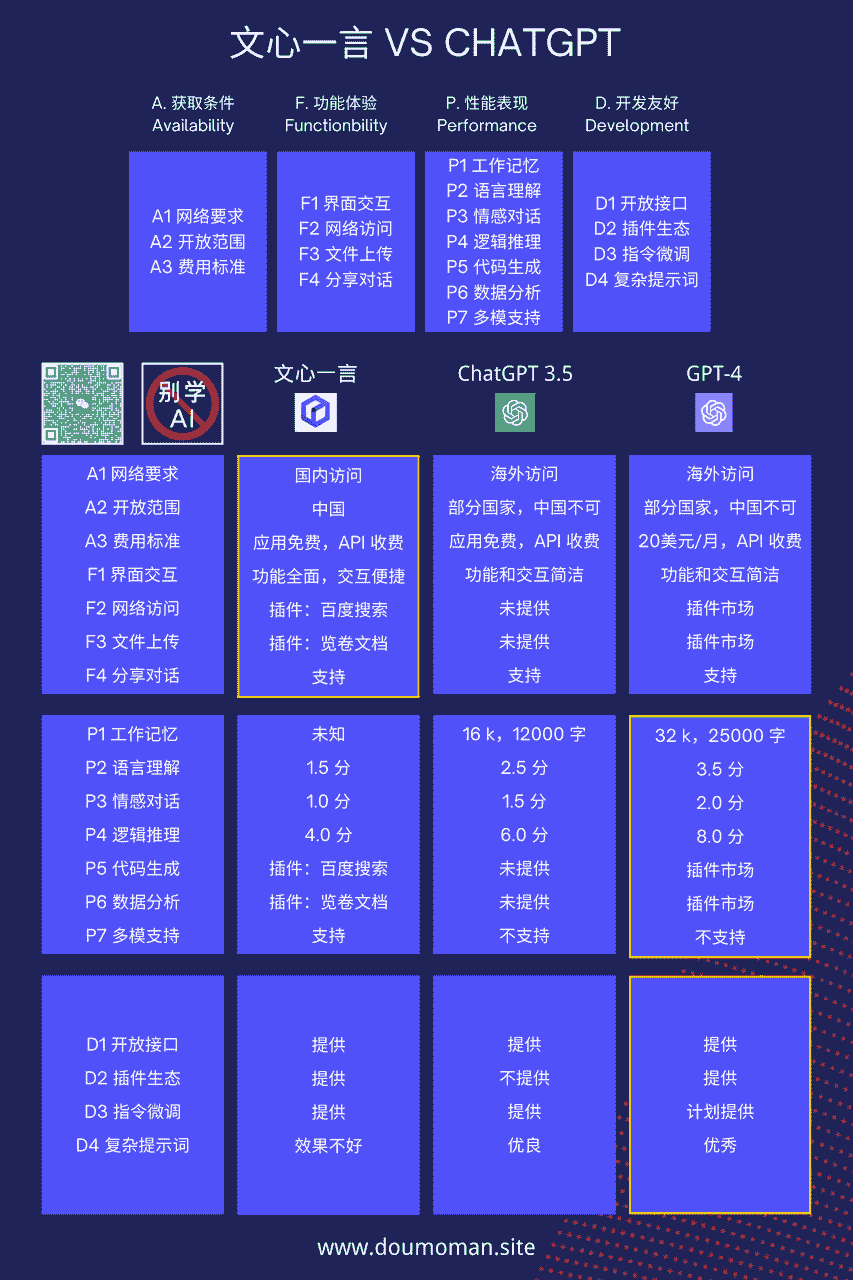 文心一言 VS CHATGPT
A. 获取条件
Availability
F. 功能体验
Functionbility
P. 性能表现
Performance
D. 开发友好
Development
A1 网络要求
A2 开放范围
A3 费用标准
F1 界面交互
F2 网络访问
F3 文件上传
F4 分享对话
P1 工作记忆
P2 语言理解
P3 情感对话
P4 逻辑推理
P5 代码生成
P6 数据分析
P7 多模支持
D1 开放接口
D2 插件生态
D3 指令微调
D4 复杂提示词
别学
AI
文心一言
ChatGPT 3.5
GPT-4
A1 网络要求 国内访问 海外访问 海外访问
A2 开放范围 中国 部分国家，中国不可 部分国家，中国不可
A3 费用标准 应用免费，API 收费 应用免费，API 收费 20美元/月，API 收费
F1 界面交互 功能全面，交互便捷 功能和交互简洁 功能和交互简洁
F2 网络访问 插件：百度搜索 未提供 插件市场
F3 文件上传 插件：览卷文档 未提供 插件市场
F4 分享对话 支持 支持 支持
P1 工作记忆 未知 16 k，12000 字 32 k，25000 字
P2 语言理解 1.5 分 2.5 分 3.5 分
P3 情感对话 1.0 分 1.5 分 2.0 分
P4 逻辑推理 4.0 分 6.0 分 8.0 分
P5 代码生成 插件：百度搜索 未提供 插件市场
P6 数据分析 插件：览卷文档 未提供 插件市场
P7 多模支持 支持 不支持 不支持
D1 开放接口 提供 提供 提供
D2 插件生态 提供 不提供 提供
D3 指令微调 提供 提供 计划提供
D4 复杂提示词 效果不好 优良 优秀
www.doumoman.site